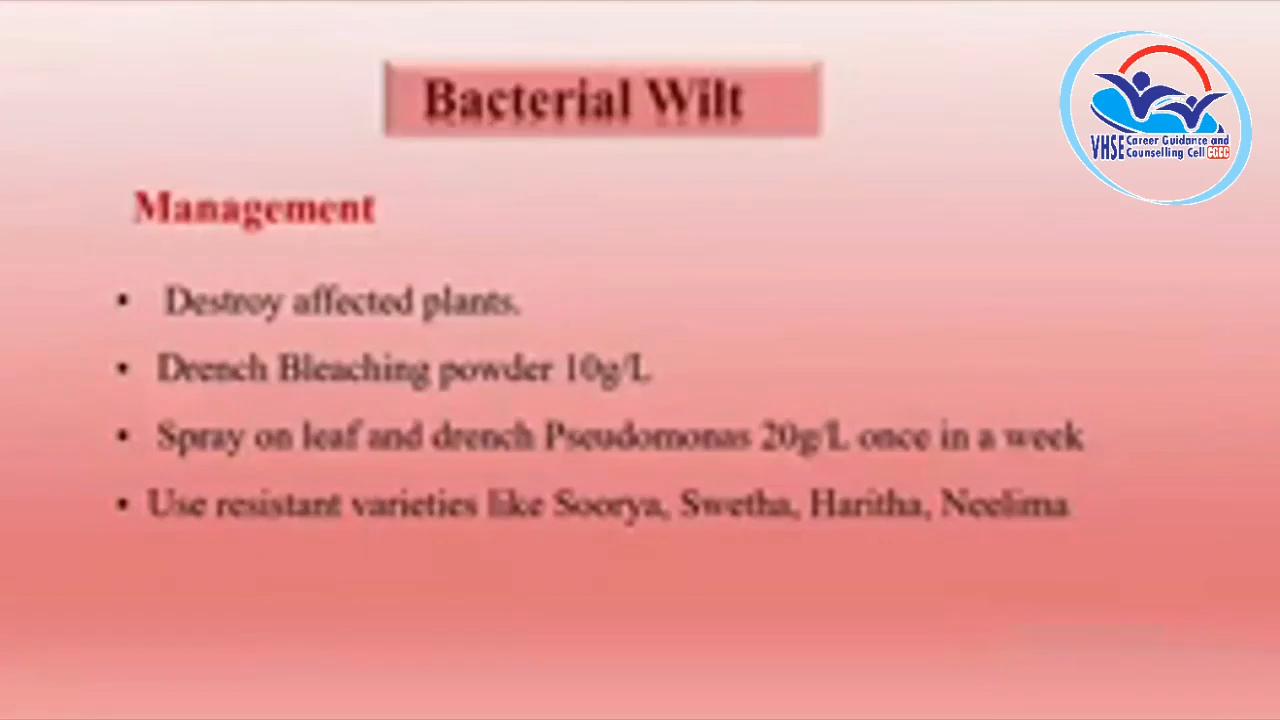 Bacterial Wilt
VHSE Career Guidance and
Counselling Cell CGCC
Management
• Destroy affected plants.
• Drench Bleaching powder 10g/L
• Spray on leaf and drench Pseudomonas 20g/L once in a week
• Use resistant varieties like Soorya, Swetha, Haritha, Neelima